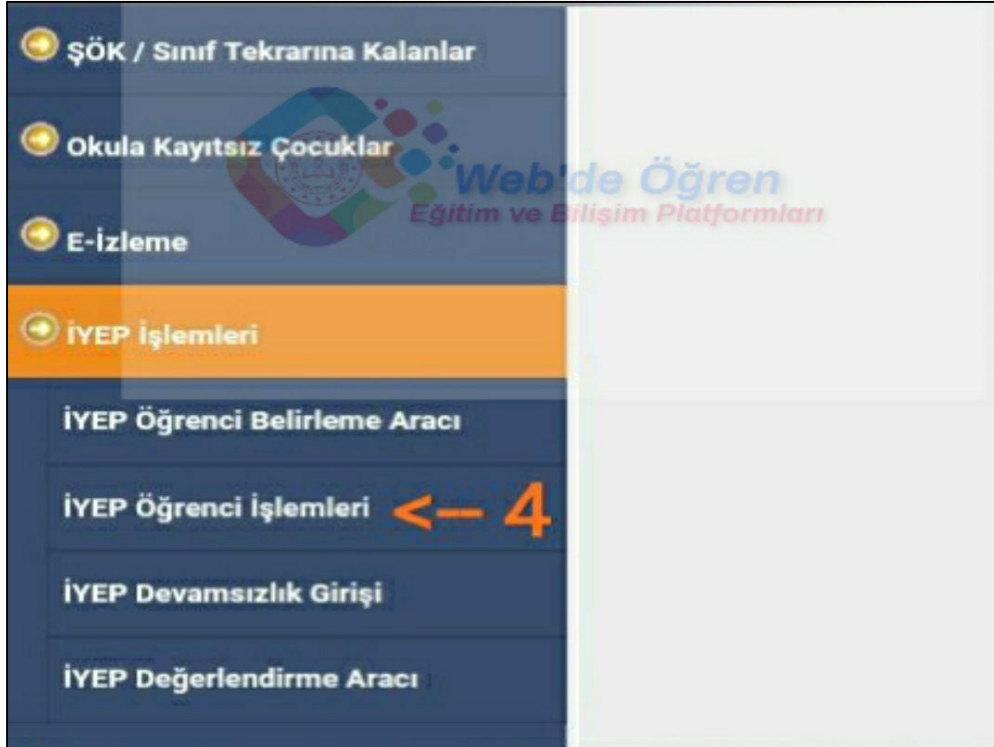 ŞÖK / Sınıf Tekrarına Kalanlar
Okula Kayıtsız Çocuklar
Web'de Öğren
Eğitim ve Bilişim Platformları
E-İzleme
İYEP İşlemleri
İYEP Öğrenci Belirleme Aracı
İYEP Öğrenci İşlemleri <-- 4
İYEP Devamsızlık Girişi
İYEP Değerlendirme Aracı